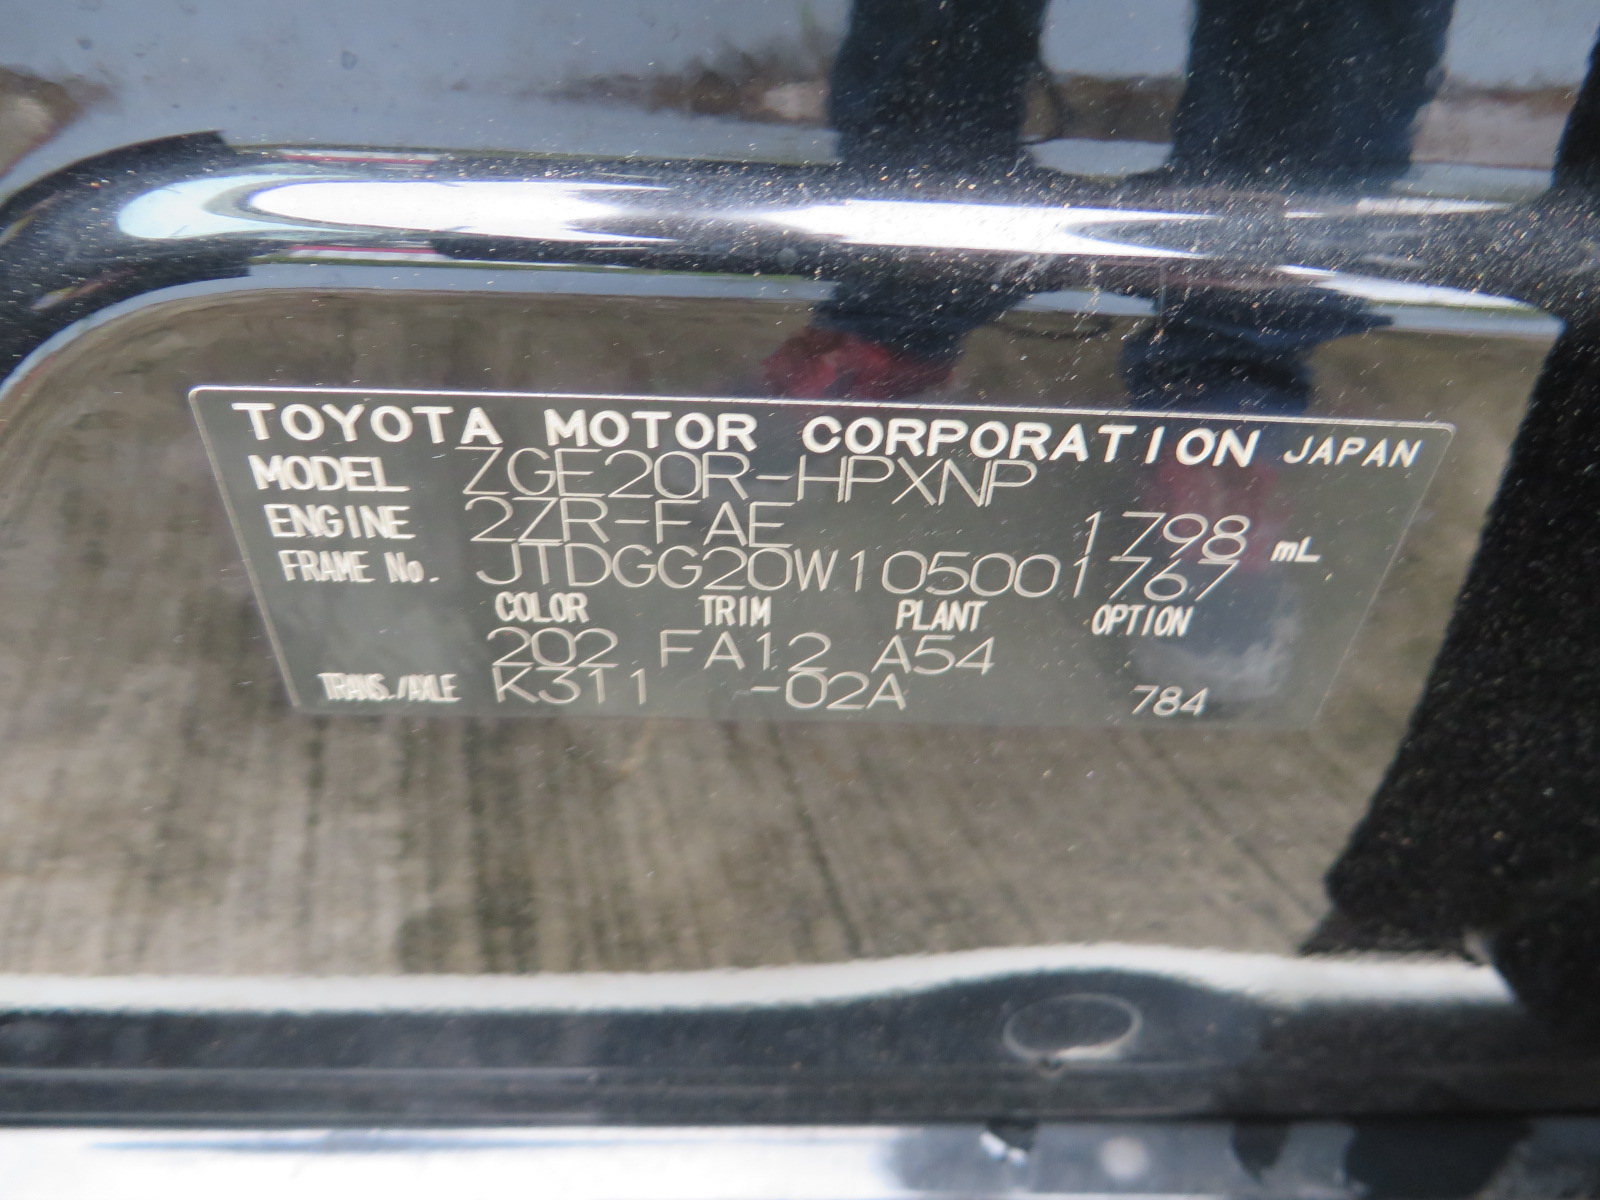 TOYOTA MOTOR CORPORATION JAPAN
MODEL ZGE20R-HPXNP
ENGINE 2ZR-FAE 1798 mL
FRAME No. JTDGG20W105001767
COLOR TRIM PLANT OPTION
202 FA12 A54
TRANS./AXLE K311 -02A 784